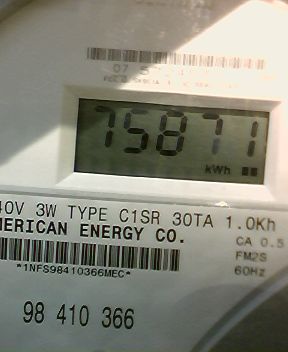 75871
kWh
40V 3W TYPE C1SR 30TA 1.0Kh
MERICAN ENERGY CO.
CA 0.5
*1NFS98410366MEC*
FM2S
60Hz
98 410 366